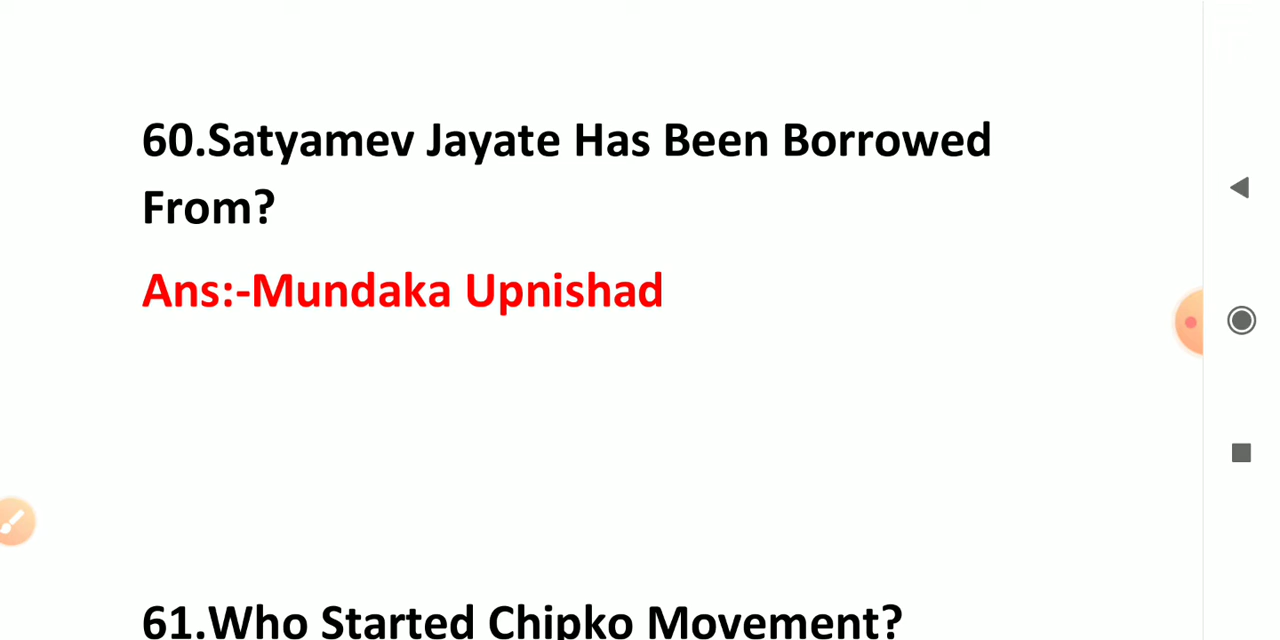 60.Satyamev Jayate Has Been Borrowed
From?
Ans:-Mundaka Upnishad
61.Who Started Chipko Movement?